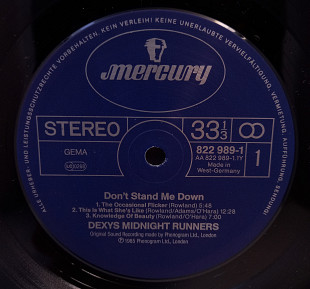 ALLE URHEBER- UND LEISTUNGSSCHUTZRECHTE VORBEHALTEN. KEIN VERLEIH! KEINE UNERLAUBTE VERVIELFÄLTIGUNG, VERMIETUNG, AUFFÜHRUNG, SENDUNG!
mercury
STEREO
33 1/3
GEMA
822 989-1
AA 822 989-1.1Y
Made in
West-Germany
1
Don't Stand Me Down
1. The Occasional Flicker (Rowland) 5:48
2. This Is What She's Like (Rowland/Adams/O'Hara) 12:28
3. Knowledge Of Beauty (Rowland/O'Hara) 7:00
DEXYS MIDNIGHT RUNNERS
Original Sound Recording made by Phonogram Ltd., London
℗ 1985 Phonogram Ltd., London